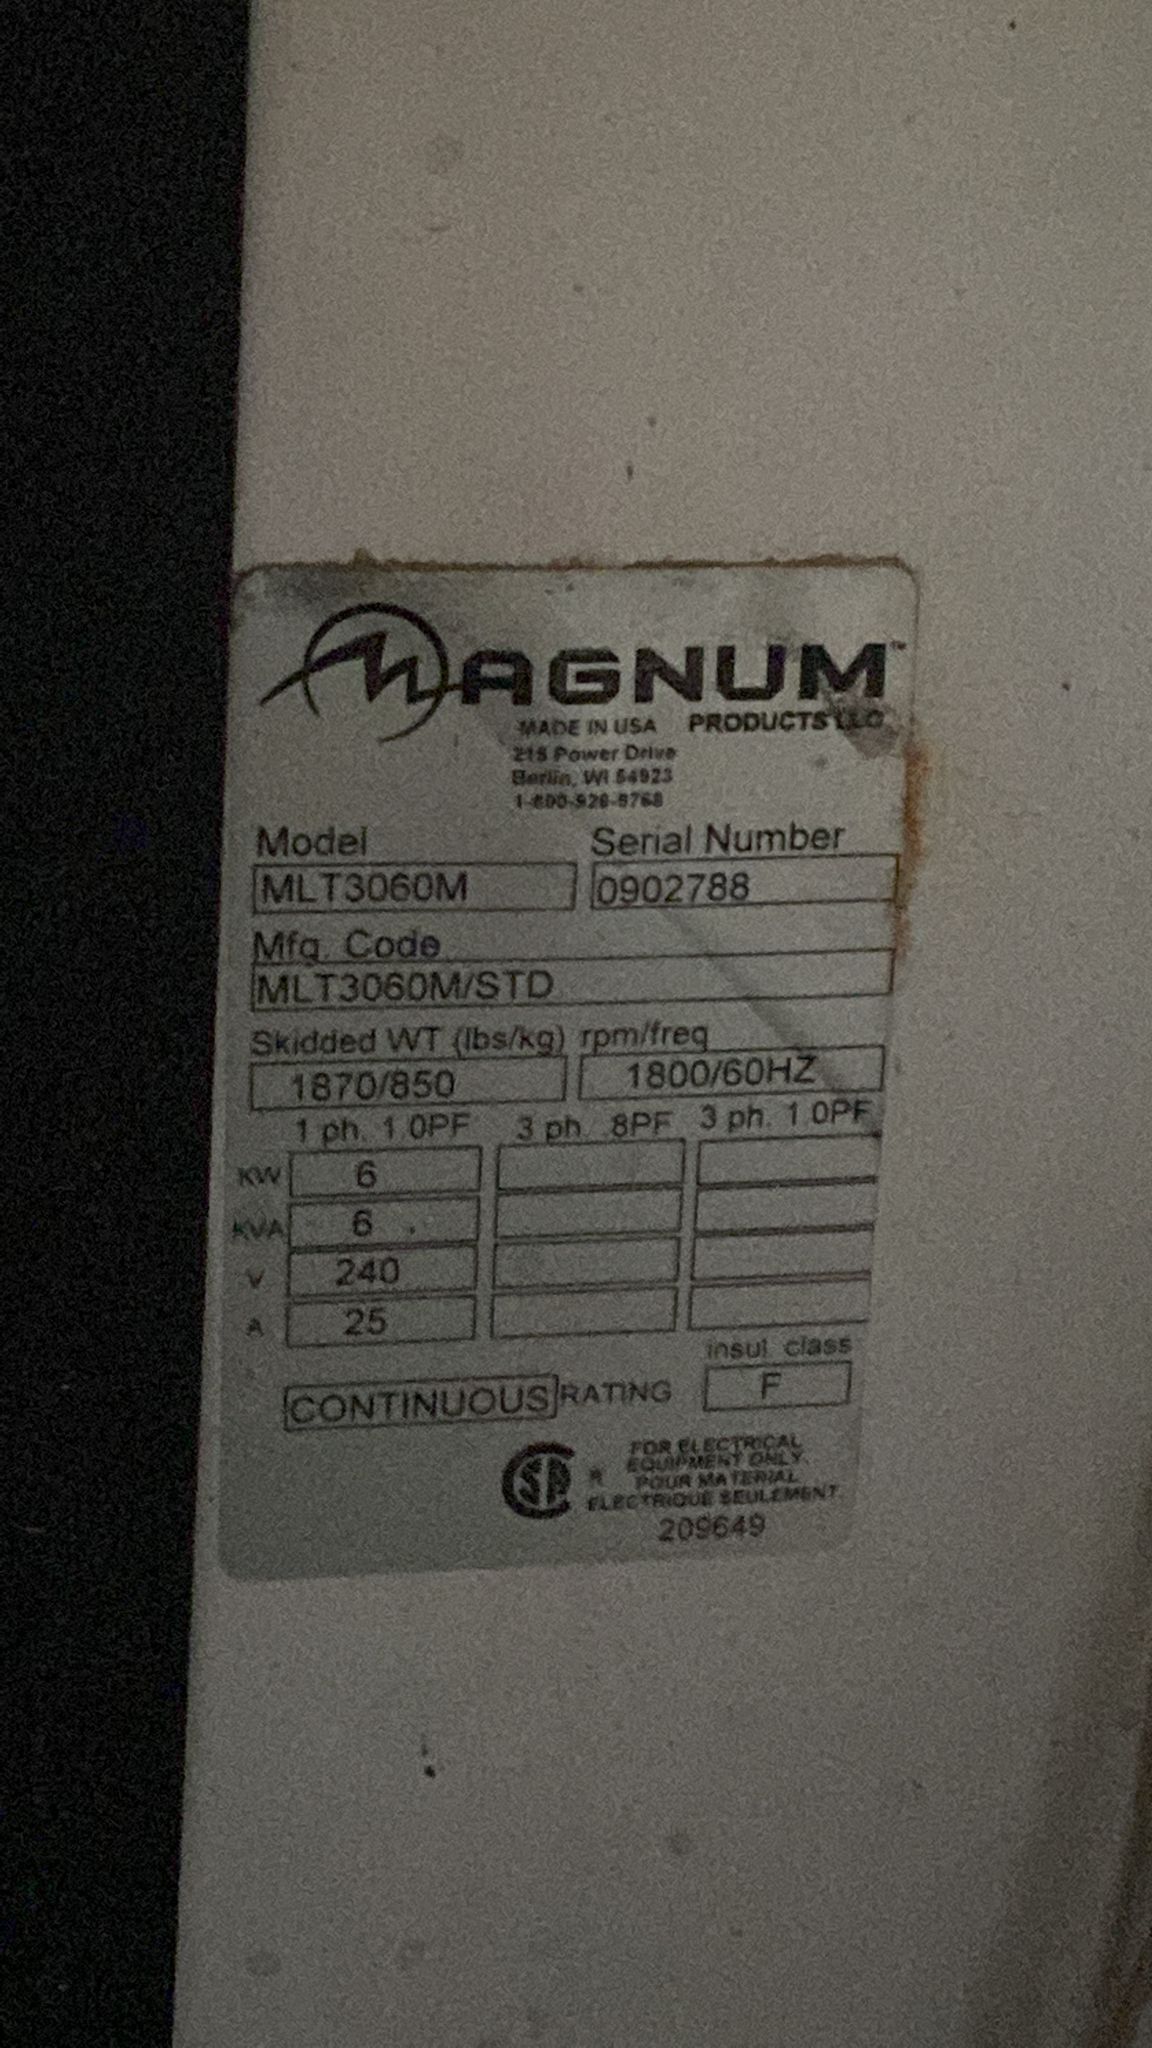 MAGNUM™
MADE IN USA PRODUCTS LLC
215 Power Drive
Berlin, WI 54923
1-800-926-9768
Model Serial Number
MLT3060M 0902788
Mfg. Code
MLT3060M/STD
Skidded WT (lbs/kg) rpm/freq
1870/850 1800/60HZ
1 ph. 1.0PF 3 ph. .8PF 3 ph. 1.0PF
KW 6
KVA 6
V 240
A 25
insul. class
CONTINUOUS RATING F
FOR ELECTRICAL
EQUIPMENT ONLY.
POUR MATERIAL
ELECTRIQUE SEULEMENT.
209649